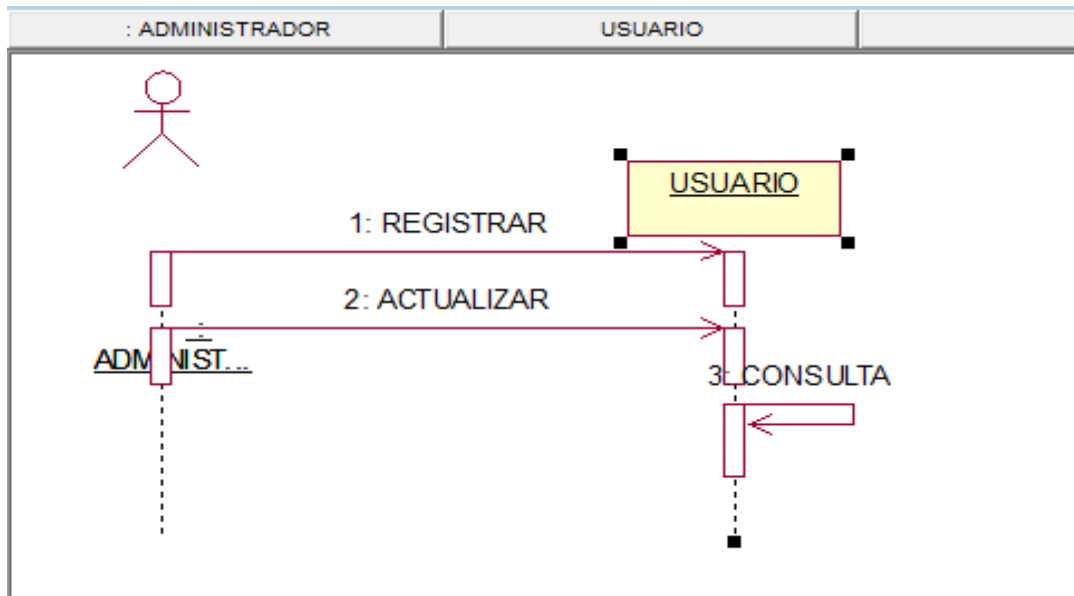 : ADMINISTRADOR
USUARIO
USUARIO
1: REGISTRAR
2: ACTUALIZAR
:
ADMINIST...
3: CONSULTA